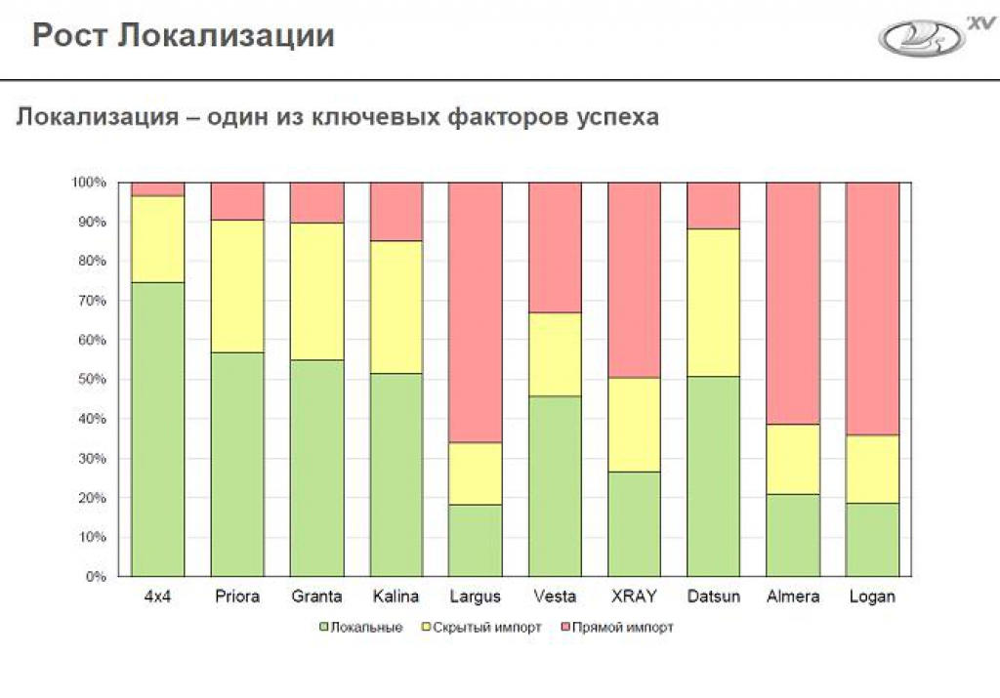 Рост Локализации
'XV
Локализация – один из ключевых факторов успеха
100%
90%
80%
70%
60%
50%
40%
30%
20%
10%
0%
4x4 Priora Granta Kalina Largus Vesta XRAY Datsun Almera Logan
Локальные Скрытый импорт Прямой импорт